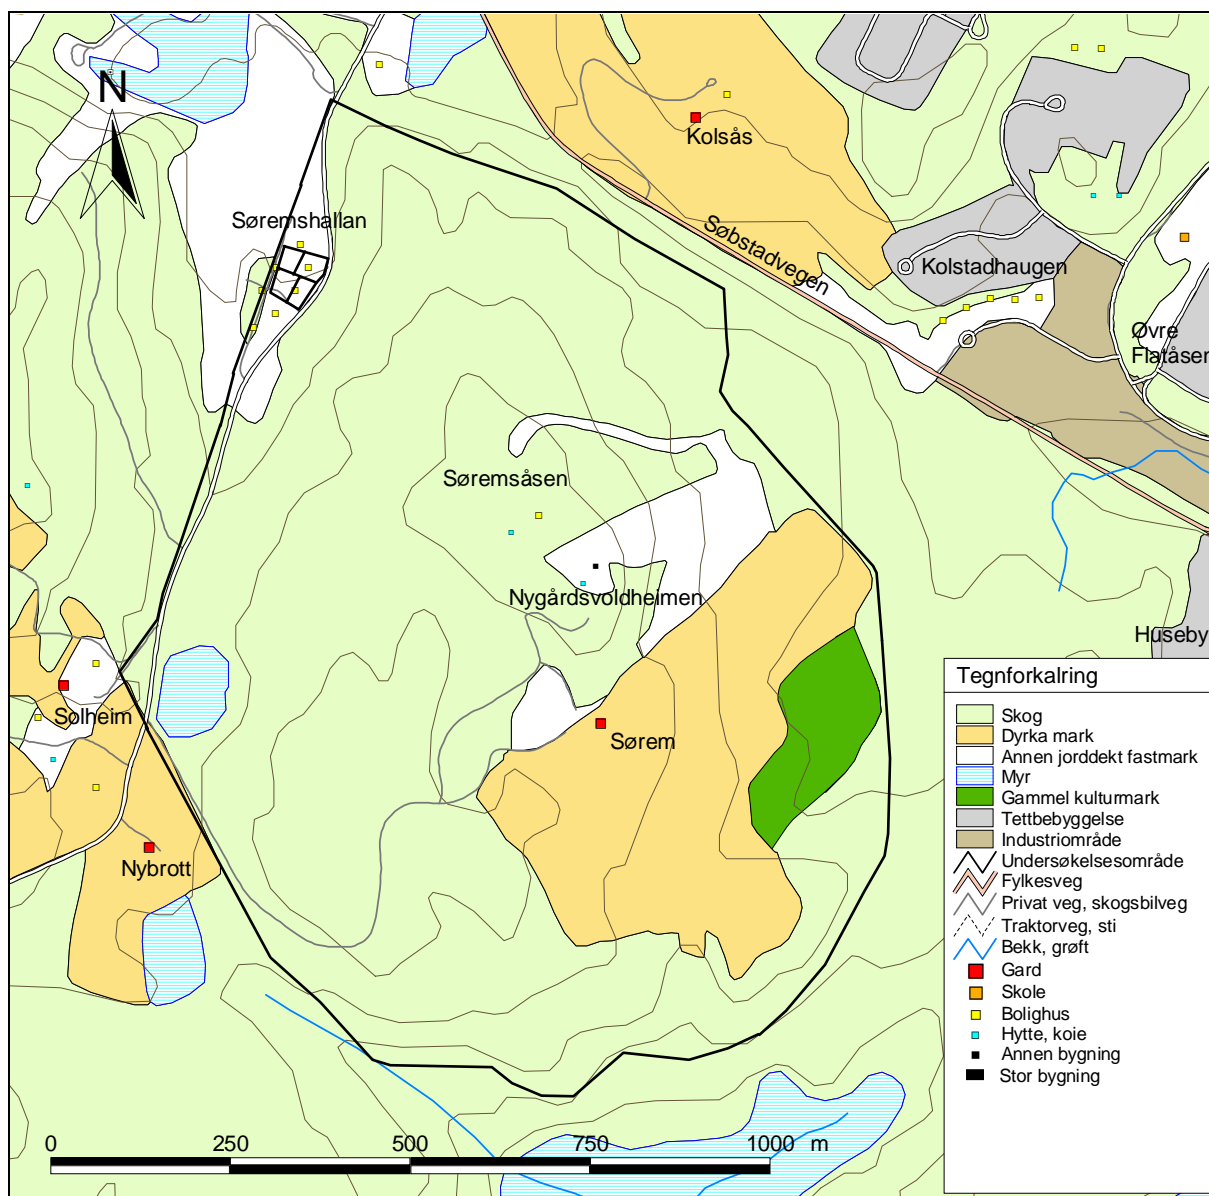 N
Kolsås
Søremshallan
Søbstadvegen
Kolstadhaugen
Øvre
Flatåsen
Søremsåsen
Nygårdsvoldheimen
Huseby
Sølheim
Sørem
Nybrott
Tegnforkalring
Skog
Dyrka mark
Annen jorddekt fastmark
Myr
Gammel kulturmark
Tettbebyggelse
Industriområde
Undersøkelsesområde
Fylkesveg
Privat veg, skogsbilveg
Traktorveg, sti
Bekk, grøft
Gard
Skole
Bolighus
Hytte, koie
Annen bygning
Stor bygning
0 250 500 750 1000 m